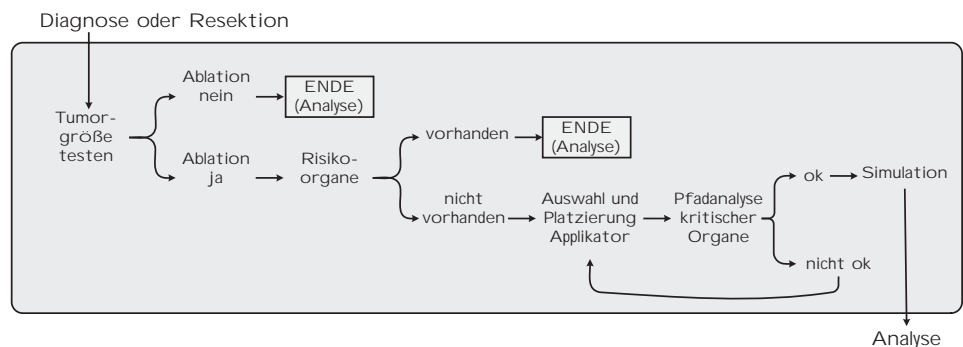 Diagnose oder Resektion
Tumor-
größe
testen
Ablation
nein
ENDE
(Analyse)
Ablation
ja
Risiko-
organe
vorhanden
ENDE
(Analyse)
nicht
vorhanden
Auswahl und
Platzierung
Applikator
Pfadanalyse
kritischer
Organe
ok
Simulation
nicht ok
Analyse